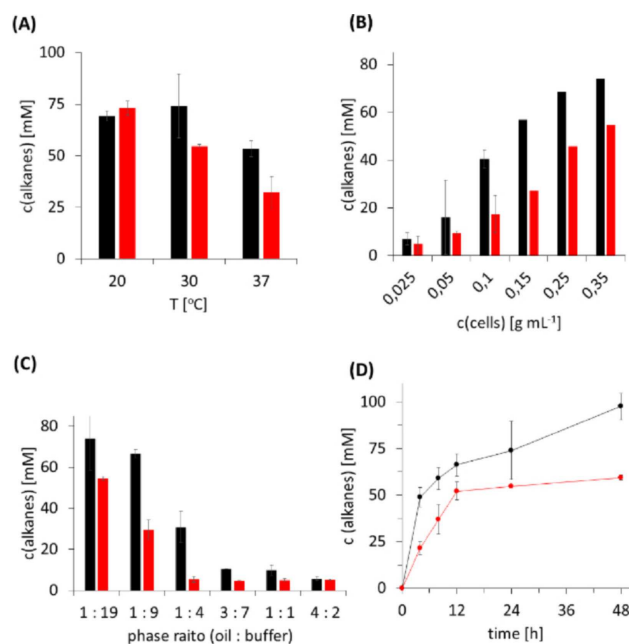 (A)
100
75
50
25
0
c(alkanes) [mM]
20 30 37
T [°C]
(B)
80
60
40
20
0
c(alkanes) [mM]
0,025 0,05 0,1 0,15 0,25 0,35
c(cells) [g mL⁻¹]
(C)
80
60
40
20
0
c(alkanes) [mM]
1 : 19 1 : 9 1 : 4 3 : 7 1 : 1 4 : 2
phase raito (oil : buffer)
(D)
100
75
50
25
0
c (alkanes) [mM]
0 12 24 36 48
time [h]